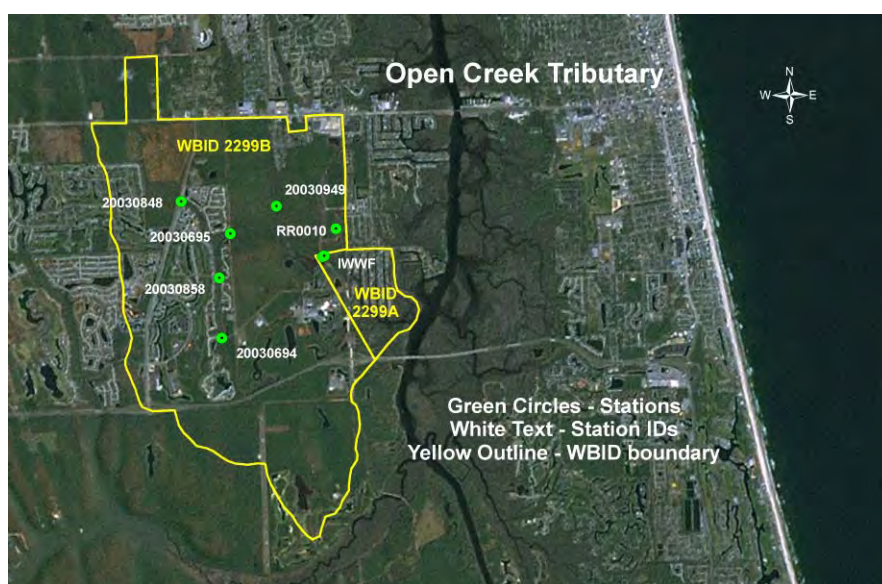 Open Creek Tributary
N
W E
S
WBID 2299B
20030949
20030848
RR0010
20030695
IWWF
20030858
WBID
2299A
20030694
Green Circles - Stations
White Text - Station IDs
Yellow Outline - WBID boundary